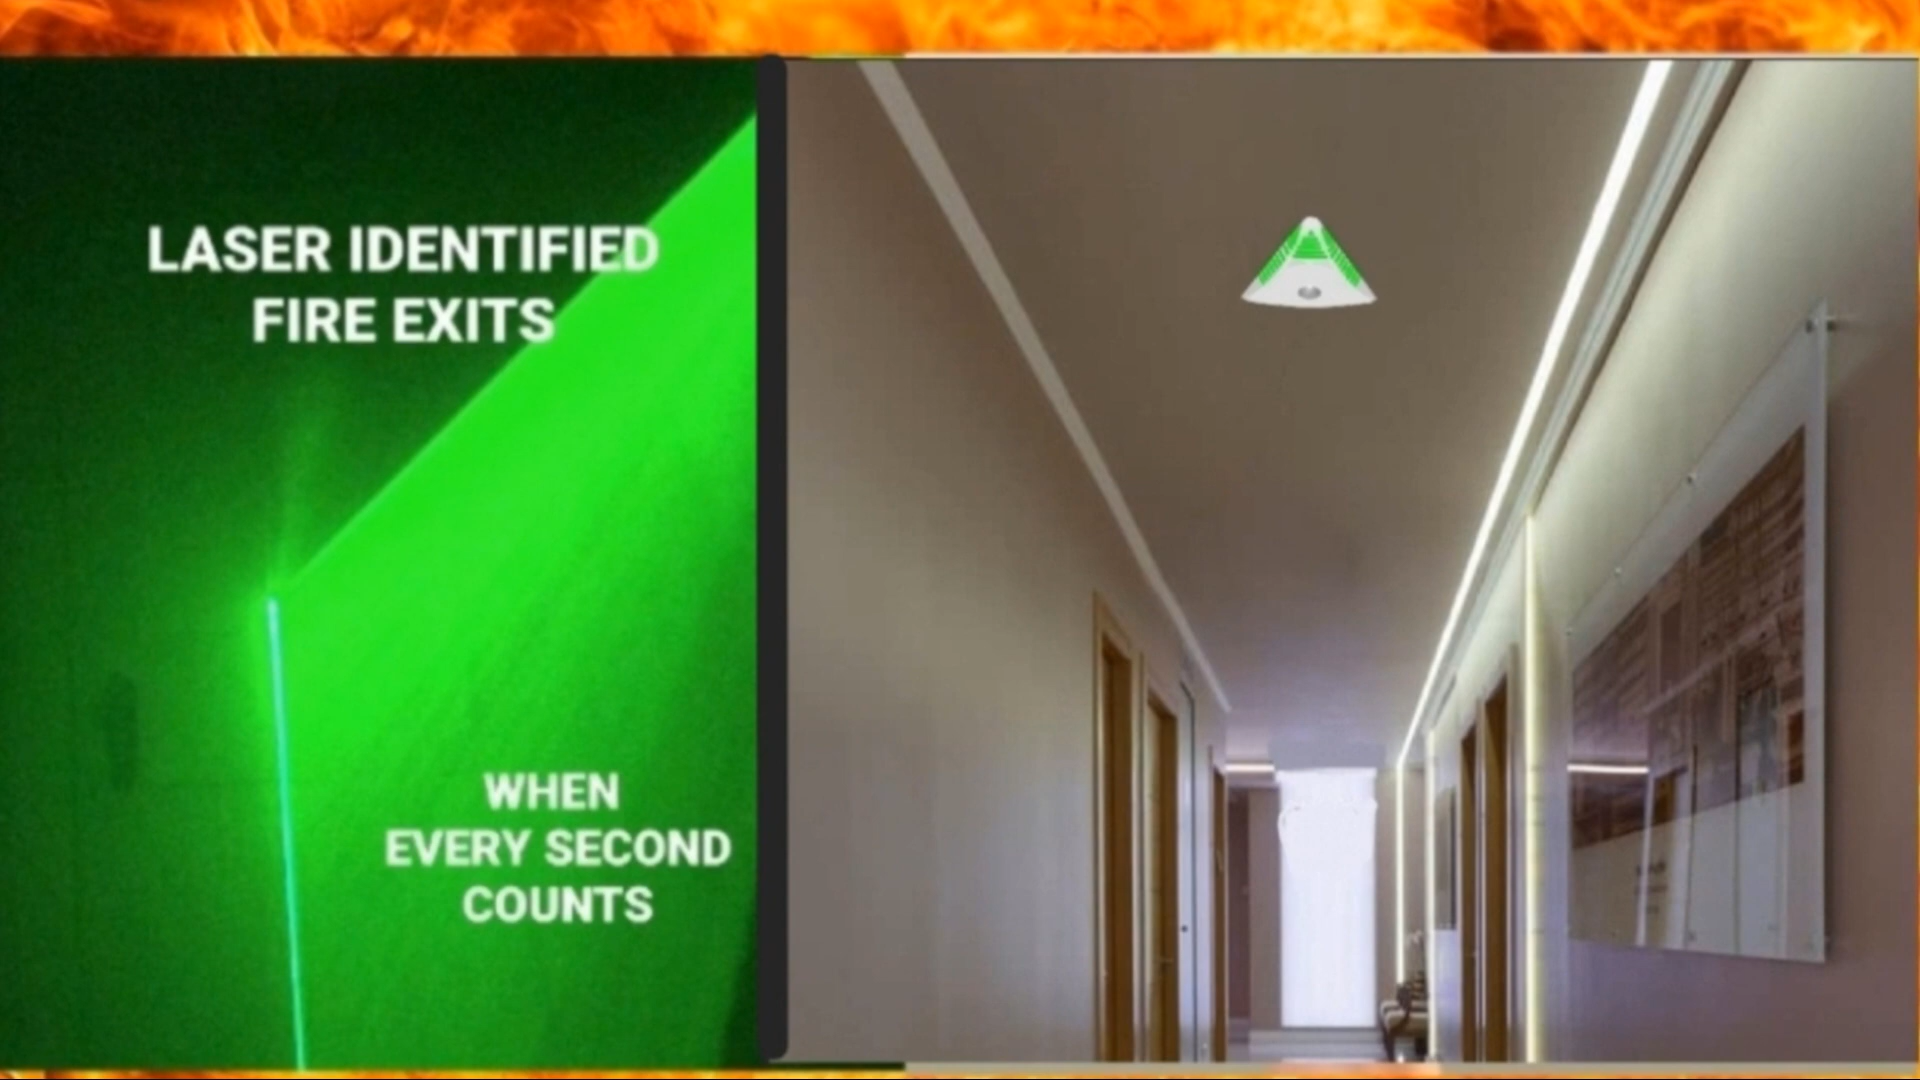 LASER IDENTIFIED
FIRE EXITS
WHEN
EVERY SECOND
COUNTS